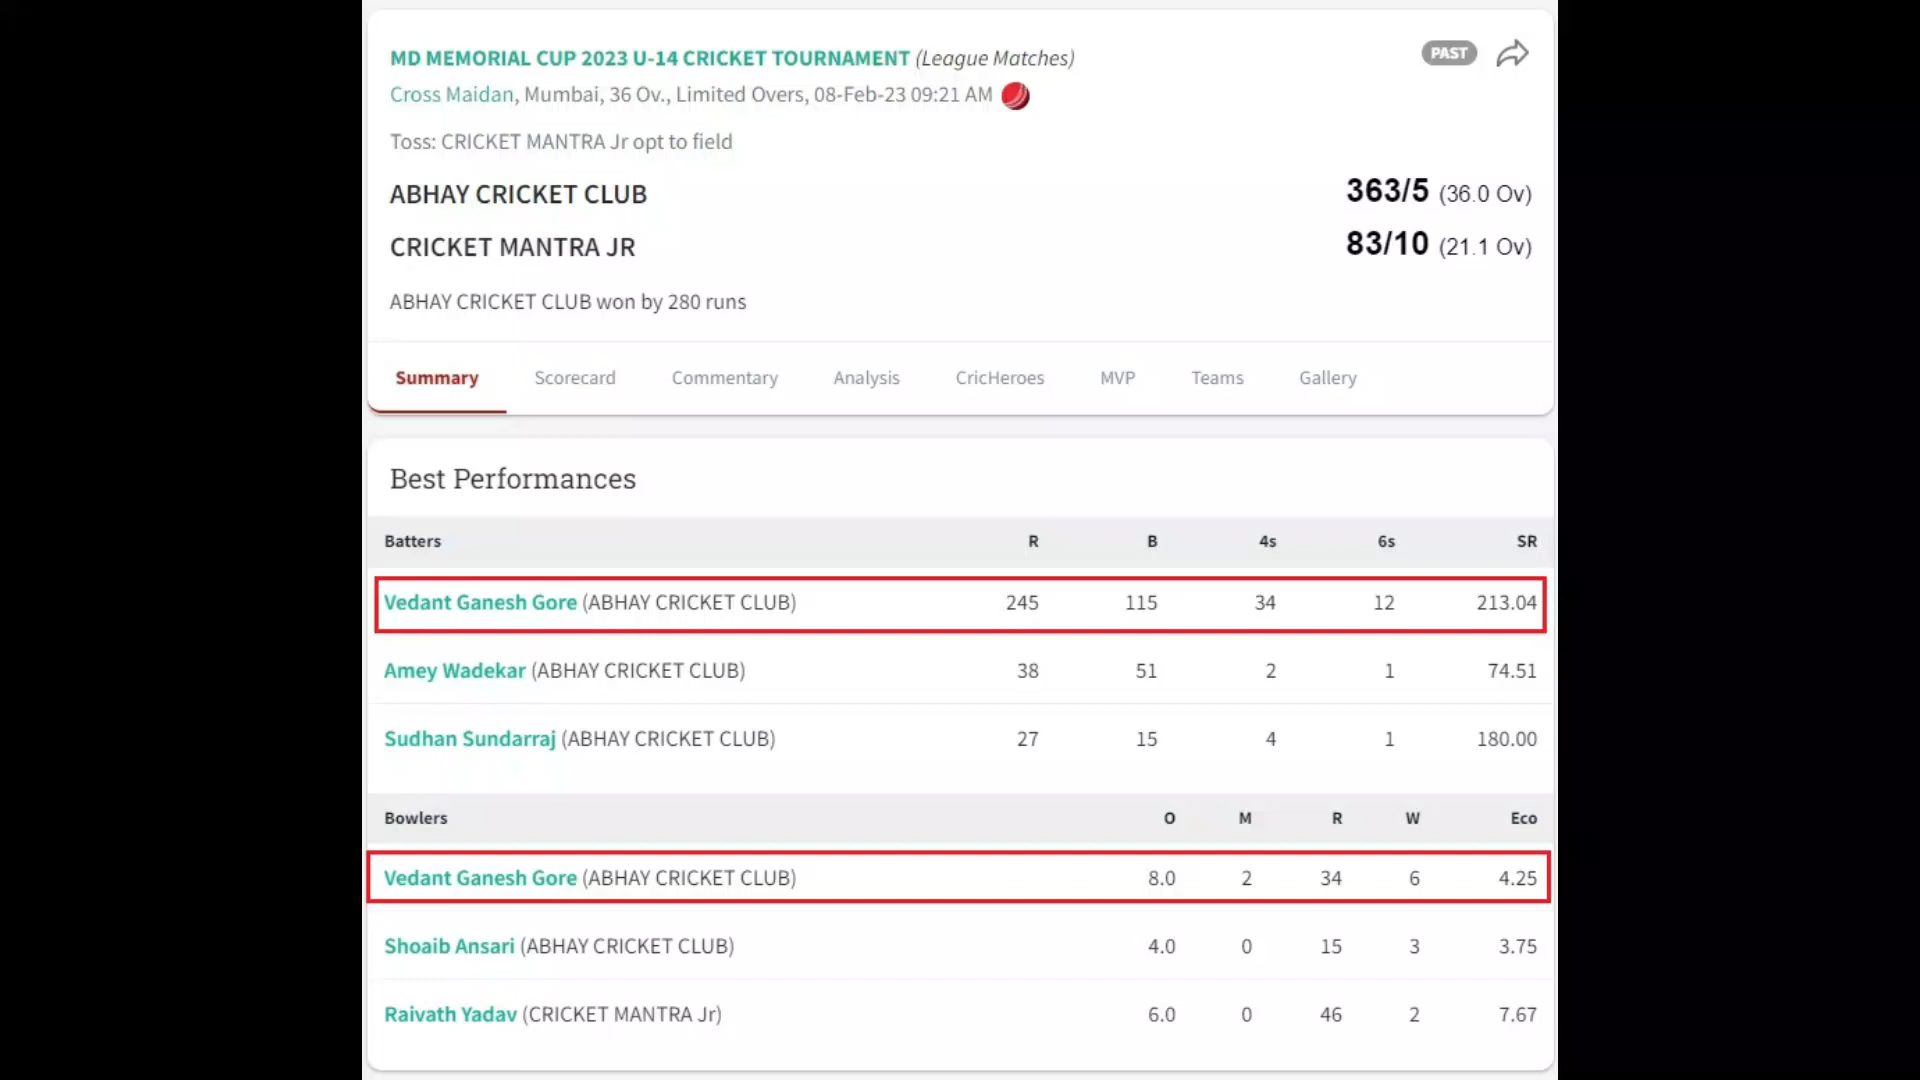 MD MEMORIAL CUP 2023 U-14 CRICKET TOURNAMENT (League Matches) PAST
Cross Maidan, Mumbai, 36 Ov., Limited Overs, 08-Feb-23 09:21 AM
Toss: CRICKET MANTRA Jr opt to field
ABHAY CRICKET CLUB 363/5 (36.0 Ov)
CRICKET MANTRA JR 83/10 (21.1 Ov)
ABHAY CRICKET CLUB won by 280 runs
Summary Scorecard Commentary Analysis CricHeroes MVP Teams Gallery
Best Performances
Batters R B 4s 6s SR
Vedant Ganesh Gore (ABHAY CRICKET CLUB) 245 115 34 12 213.04
Amey Wadekar (ABHAY CRICKET CLUB) 38 51 2 1 74.51
Sudhan Sundarraj (ABHAY CRICKET CLUB) 27 15 4 1 180.00
Bowlers O M R W Eco
Vedant Ganesh Gore (ABHAY CRICKET CLUB) 8.0 2 34 6 4.25
Shoaib Ansari (ABHAY CRICKET CLUB) 4.0 0 15 3 3.75
Raivath Yadav (CRICKET MANTRA Jr) 6.0 0 46 2 7.67